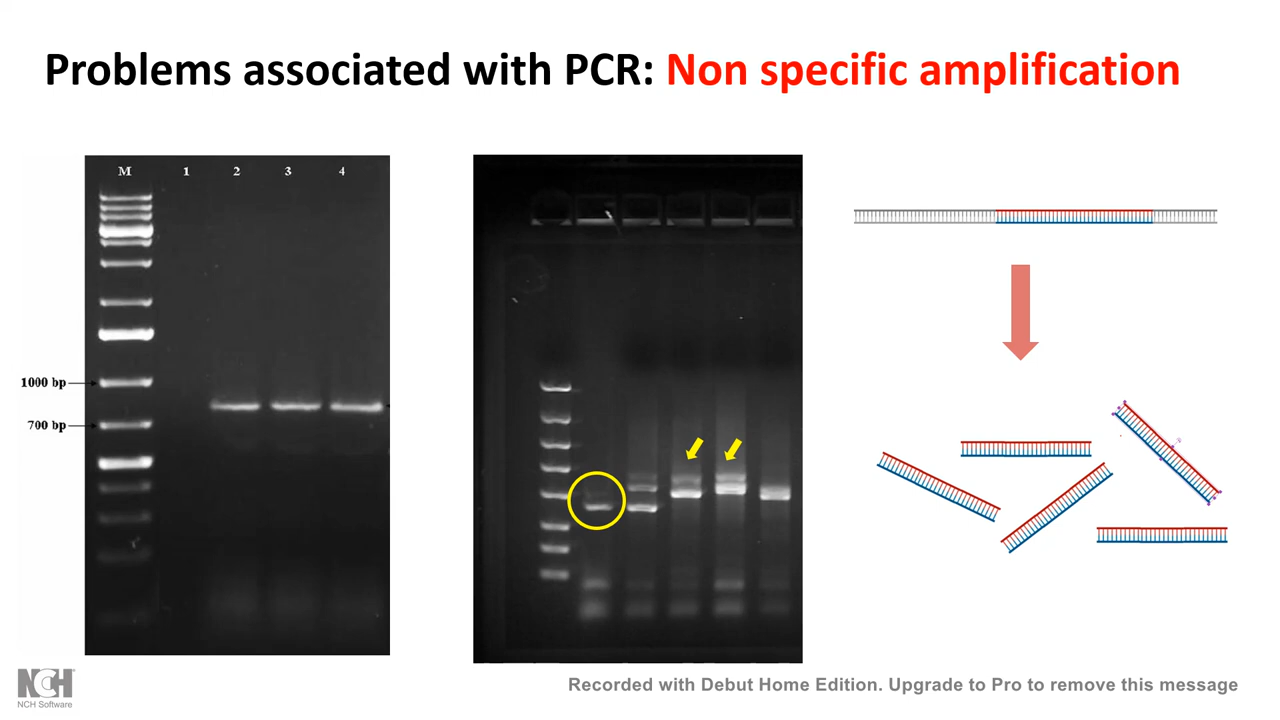 Problems associated with PCR: Non specific amplification
M 1 2 3 4
1000 bp
700 bp
NCH
NCH Software
Recorded with Debut Home Edition. Upgrade to Pro to remove this message